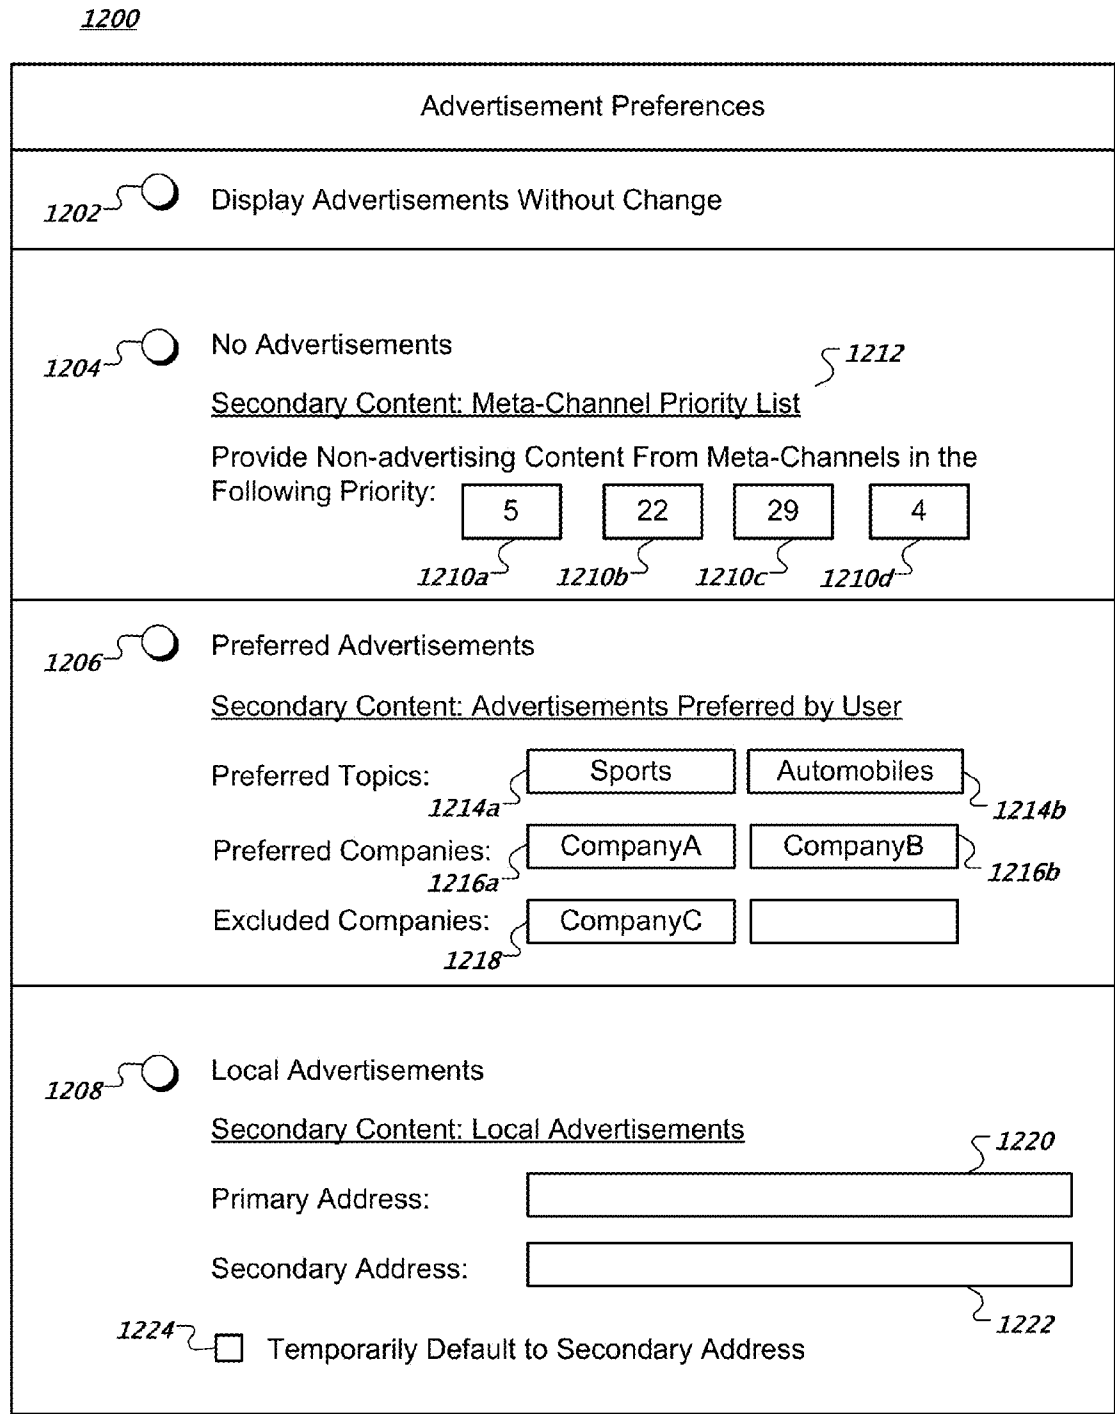 1200
Advertisement Preferences
1202 Display Advertisements Without Change
1204 No Advertisements
1212
Secondary Content: Meta-Channel Priority List
Provide Non-advertising Content From Meta-Channels in the
Following Priority: 5 22 29 4
1210a 1210b 1210c 1210d
1206 Preferred Advertisements
Secondary Content: Advertisements Preferred by User
Preferred Topics: Sports Automobiles
1214a 1214b
Preferred Companies: CompanyA CompanyB
1216a 1216b
Excluded Companies: CompanyC
1218
1208 Local Advertisements
Secondary Content: Local Advertisements
1220
Primary Address:
Secondary Address:
1222
1224 Temporarily Default to Secondary Address